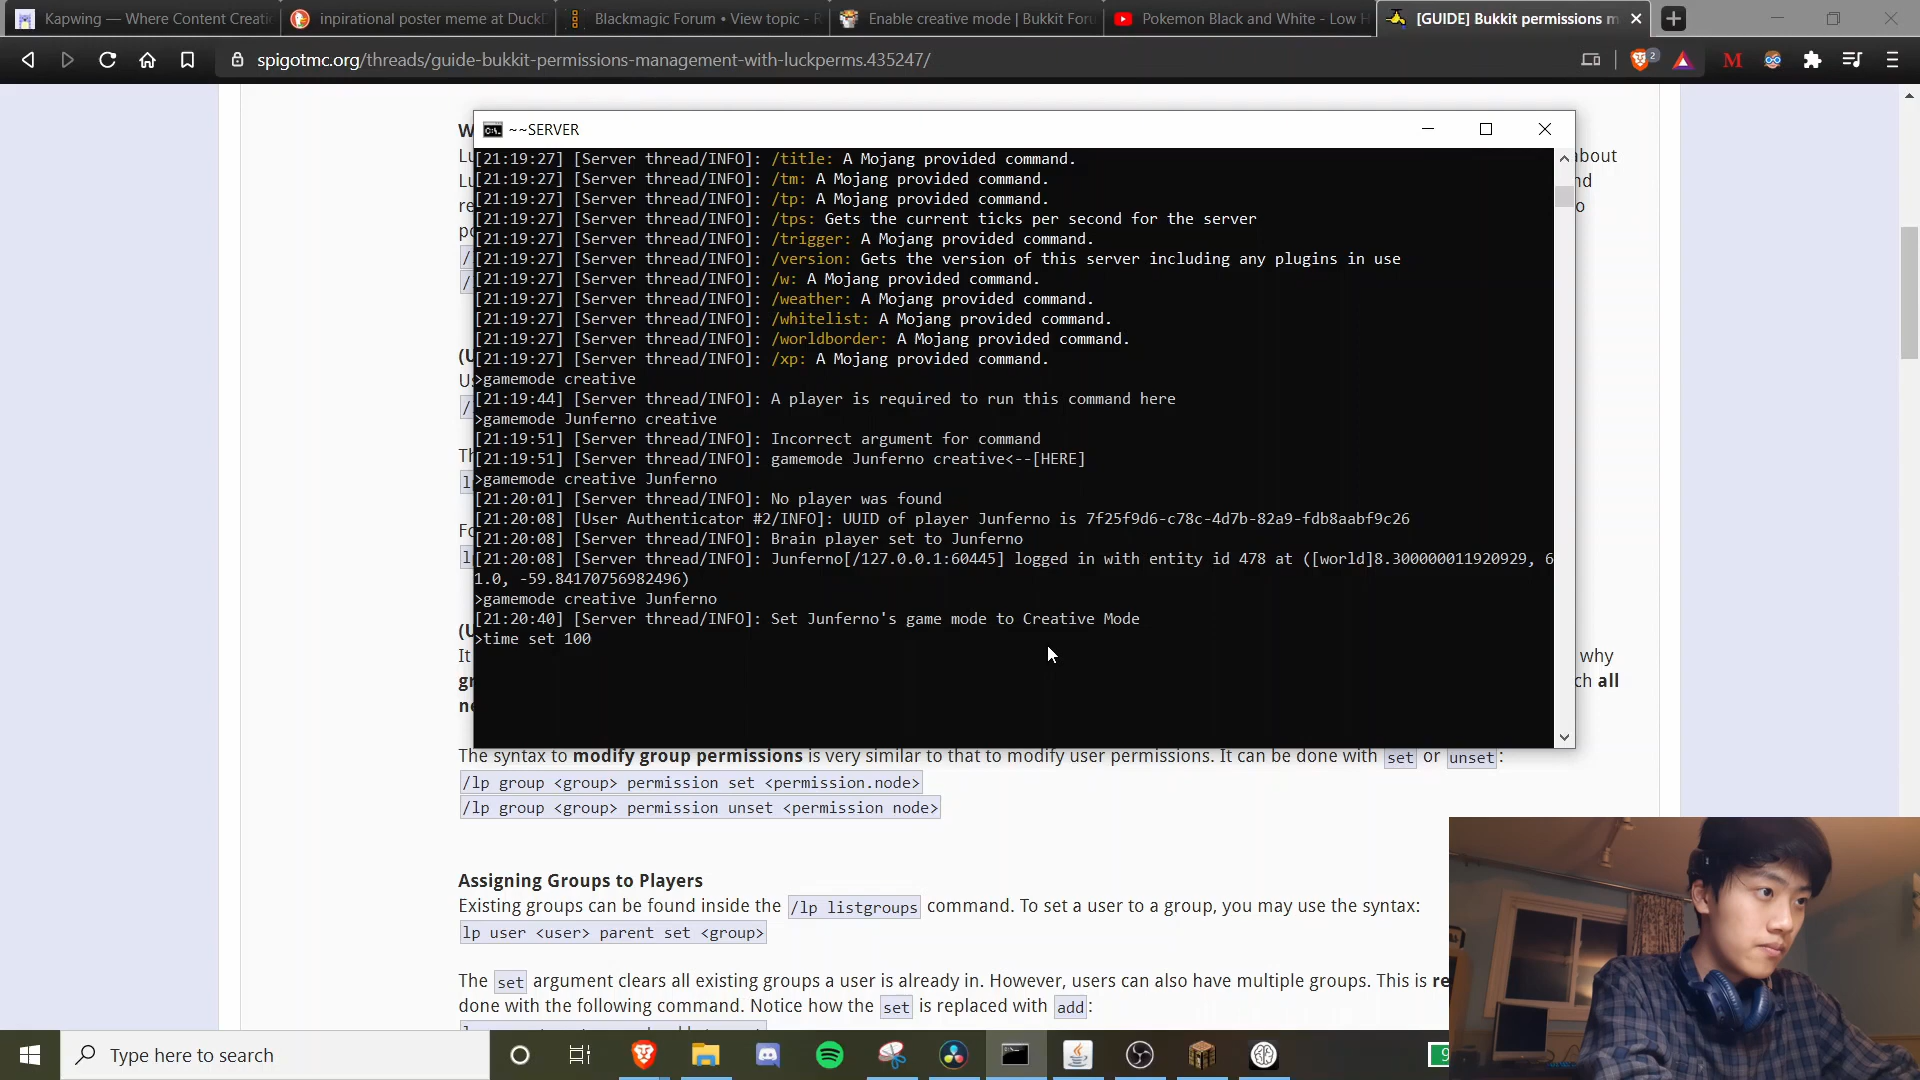 Kapwing — Where Content Creatio
inpirational poster meme at DuckD
Blackmagic Forum • View topic - R
Enable creative mode | Bukkit Foru
Pokemon Black and White - Low H
[GUIDE] Bukkit permissions m
spigotmc.org/threads/guide-bukkit-permissions-management-with-luckperms.435247/
2
M
~~SERVER
[21:19:27] [Server thread/INFO]: /title: A Mojang provided command.
[21:19:27] [Server thread/INFO]: /tm: A Mojang provided command.
[21:19:27] [Server thread/INFO]: /tp: A Mojang provided command.
[21:19:27] [Server thread/INFO]: /tps: Gets the current ticks per second for the server
[21:19:27] [Server thread/INFO]: /trigger: A Mojang provided command.
[21:19:27] [Server thread/INFO]: /version: Gets the version of this server including any plugins in use
[21:19:27] [Server thread/INFO]: /w: A Mojang provided command.
[21:19:27] [Server thread/INFO]: /weather: A Mojang provided command.
[21:19:27] [Server thread/INFO]: /whitelist: A Mojang provided command.
[21:19:27] [Server thread/INFO]: /worldborder: A Mojang provided command.
[21:19:27] [Server thread/INFO]: /xp: A Mojang provided command.
>gamemode creative
[21:19:44] [Server thread/INFO]: A player is required to run this command here
>gamemode Junferno creative
[21:19:51] [Server thread/INFO]: Incorrect argument for command
[21:19:51] [Server thread/INFO]: gamemode Junferno creative<--[HERE]
>gamemode creative Junferno
[21:20:01] [Server thread/INFO]: No player was found
[21:20:08] [User Authenticator #2/INFO]: UUID of player Junferno is 7f25f9d6-c78c-4d7b-82a9-fdb8aabf9c26
[21:20:08] [Server thread/INFO]: Brain player set to Junferno
[21:20:08] [Server thread/INFO]: Junferno[/127.0.0.1:60445] logged in with entity id 478 at ([world]8.300000011920929, 6
1.0, -59.84170756982496)
>gamemode creative Junferno
[21:20:40] [Server thread/INFO]: Set Junferno's game mode to Creative Mode
>time set 100
about
why
all
The syntax to modify group permissions is very similar to that to modify user permissions. It can be done with set or unset:
/lp group <group> permission set <permission.node>
/lp group <group> permission unset <permission node>
Assigning Groups to Players
Existing groups can be found inside the /lp listgroups command. To set a user to a group, you may use the syntax:
lp user <user> parent set <group>
The set argument clears all existing groups a user is already in. However, users can also have multiple groups. This is re
done with the following command. Notice how the set is replaced with add:
Type here to search